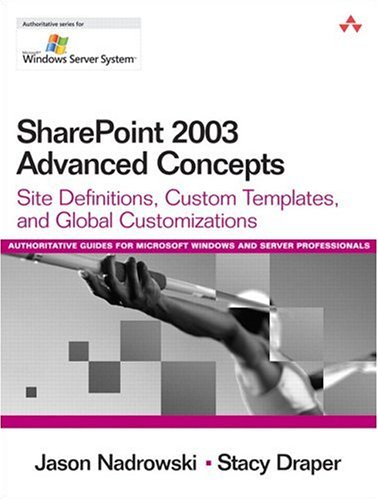 Authoritative series for
Microsoft
Windows Server System™
SharePoint 2003
Advanced Concepts
Site Definitions, Custom Templates,
and Global Customizations
AUTHORITATIVE GUIDES FOR MICROSOFT WINDOWS AND SERVER PROFESSIONALS
Jason Nadrowski ▪ Stacy Draper